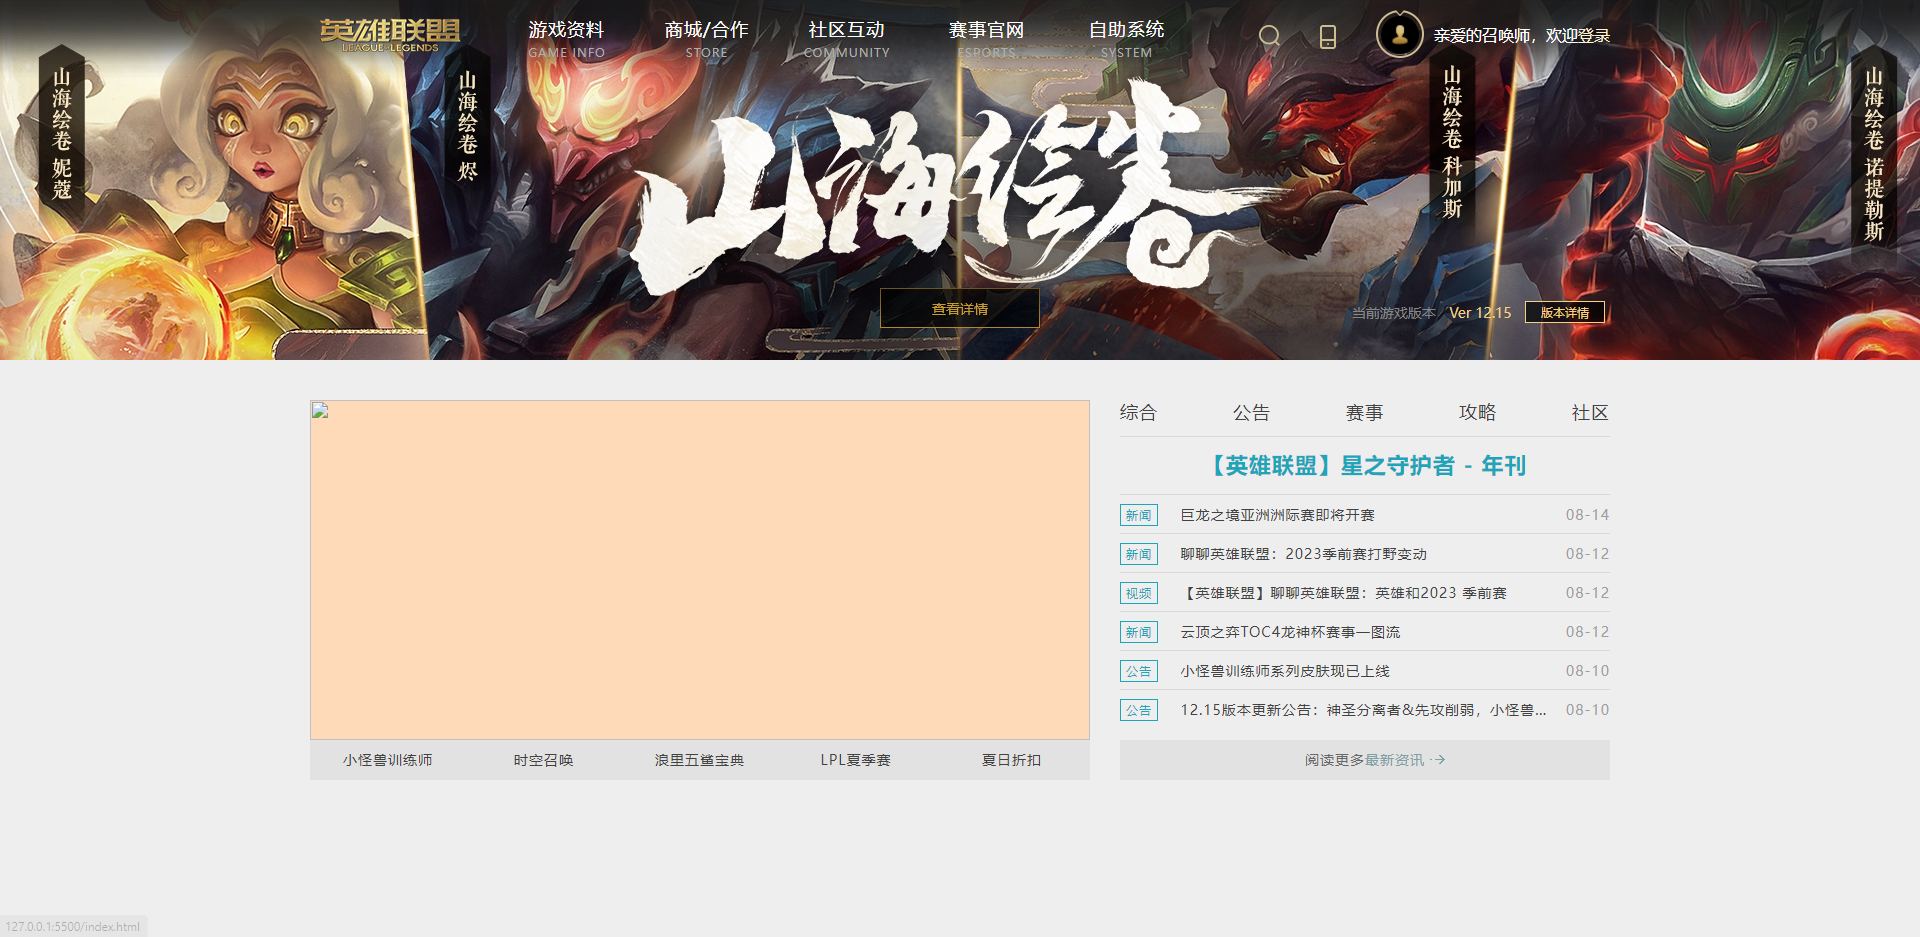 英雄联盟
LEAGUE OF LEGENDS
游戏资料
GAME INFO
商城/合作
STORE
社区互动
COMMUNITY
赛事官网
ESPORTS
自助系统
SYSTEM
亲爱的召唤师，欢迎登录
山海绘卷 妮蔻
山海绘卷 烬
山海绘卷
山海绘卷 科加斯
山海绘卷 诺提勒斯
查看详情
当前游戏版本 Ver 12.15 版本详情
综合 公告 赛事 攻略 社区
【英雄联盟】星之守护者 - 年刊
新闻 巨龙之境亚洲洲际赛即将开赛 08-14
新闻 聊聊英雄联盟：2023季前赛打野变动 08-12
视频 【英雄联盟】聊聊英雄联盟：英雄和2023 季前赛 08-12
新闻 云顶之弈TOC4龙神杯赛事一图流 08-12
公告 小怪兽训练师系列皮肤现已上线 08-10
公告 12.15版本更新公告：神圣分离者&先攻削弱，小怪兽... 08-10
小怪兽训练师 时空召唤 浪里五鲨宝典 LPL夏季赛 夏日折扣
阅读更多最新资讯
127.0.0.1:5500/index.html